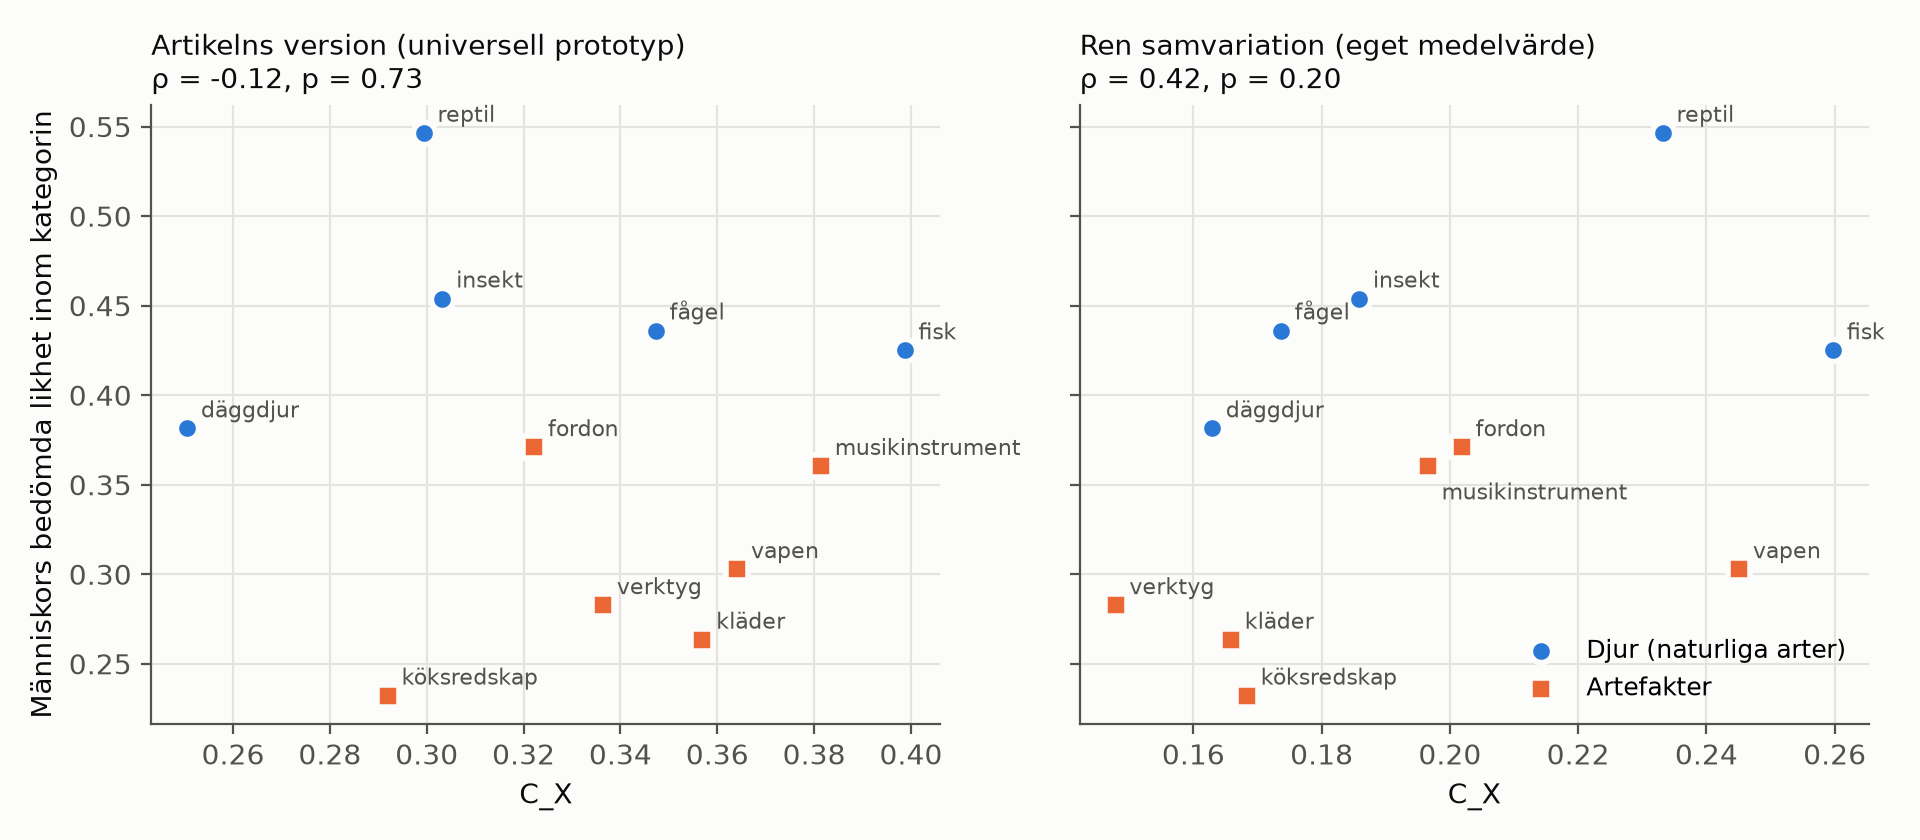 Artikelns version (universell prototyp)
ρ = -0.12, p = 0.73
Människors bedömda likhet inom kategorin
0.55
0.50
0.45
0.40
0.35
0.30
0.25
reptil
insekt
fågel
fisk
däggdjur
fordon
musikinstrument
vapen
verktyg
kläder
köksredskap
0.26
0.28
0.30
0.32
0.34
0.36
0.38
0.40
C_X
Ren samvariation (eget medelvärde)
ρ = 0.42, p = 0.20
reptil
insekt
fågel
fisk
däggdjur
fordon
musikinstrument
vapen
verktyg
kläder
köksredskap
Djur (naturliga arter)
Artefakter
0.16
0.18
0.20
0.22
0.24
0.26
C_X